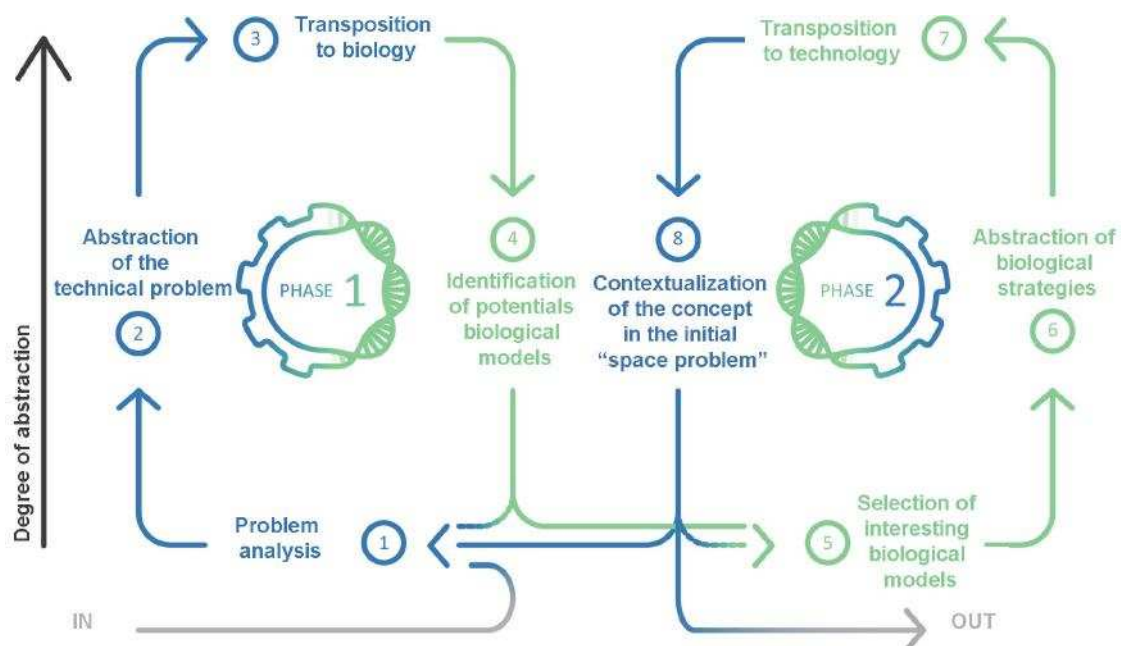 3
Transposition
to biology
Transposition
to technology
7
Degree of abstraction
Abstraction
of the
technical problem
2
PHASE 1
4
Identification
of potentials
biological
models
8
Contextualization
of the concept
in the initial
“space problem”
PHASE 2
Abstraction of
biological
strategies
6
Problem
analysis
1
5
Selection of
interesting
biological
models
IN
OUT